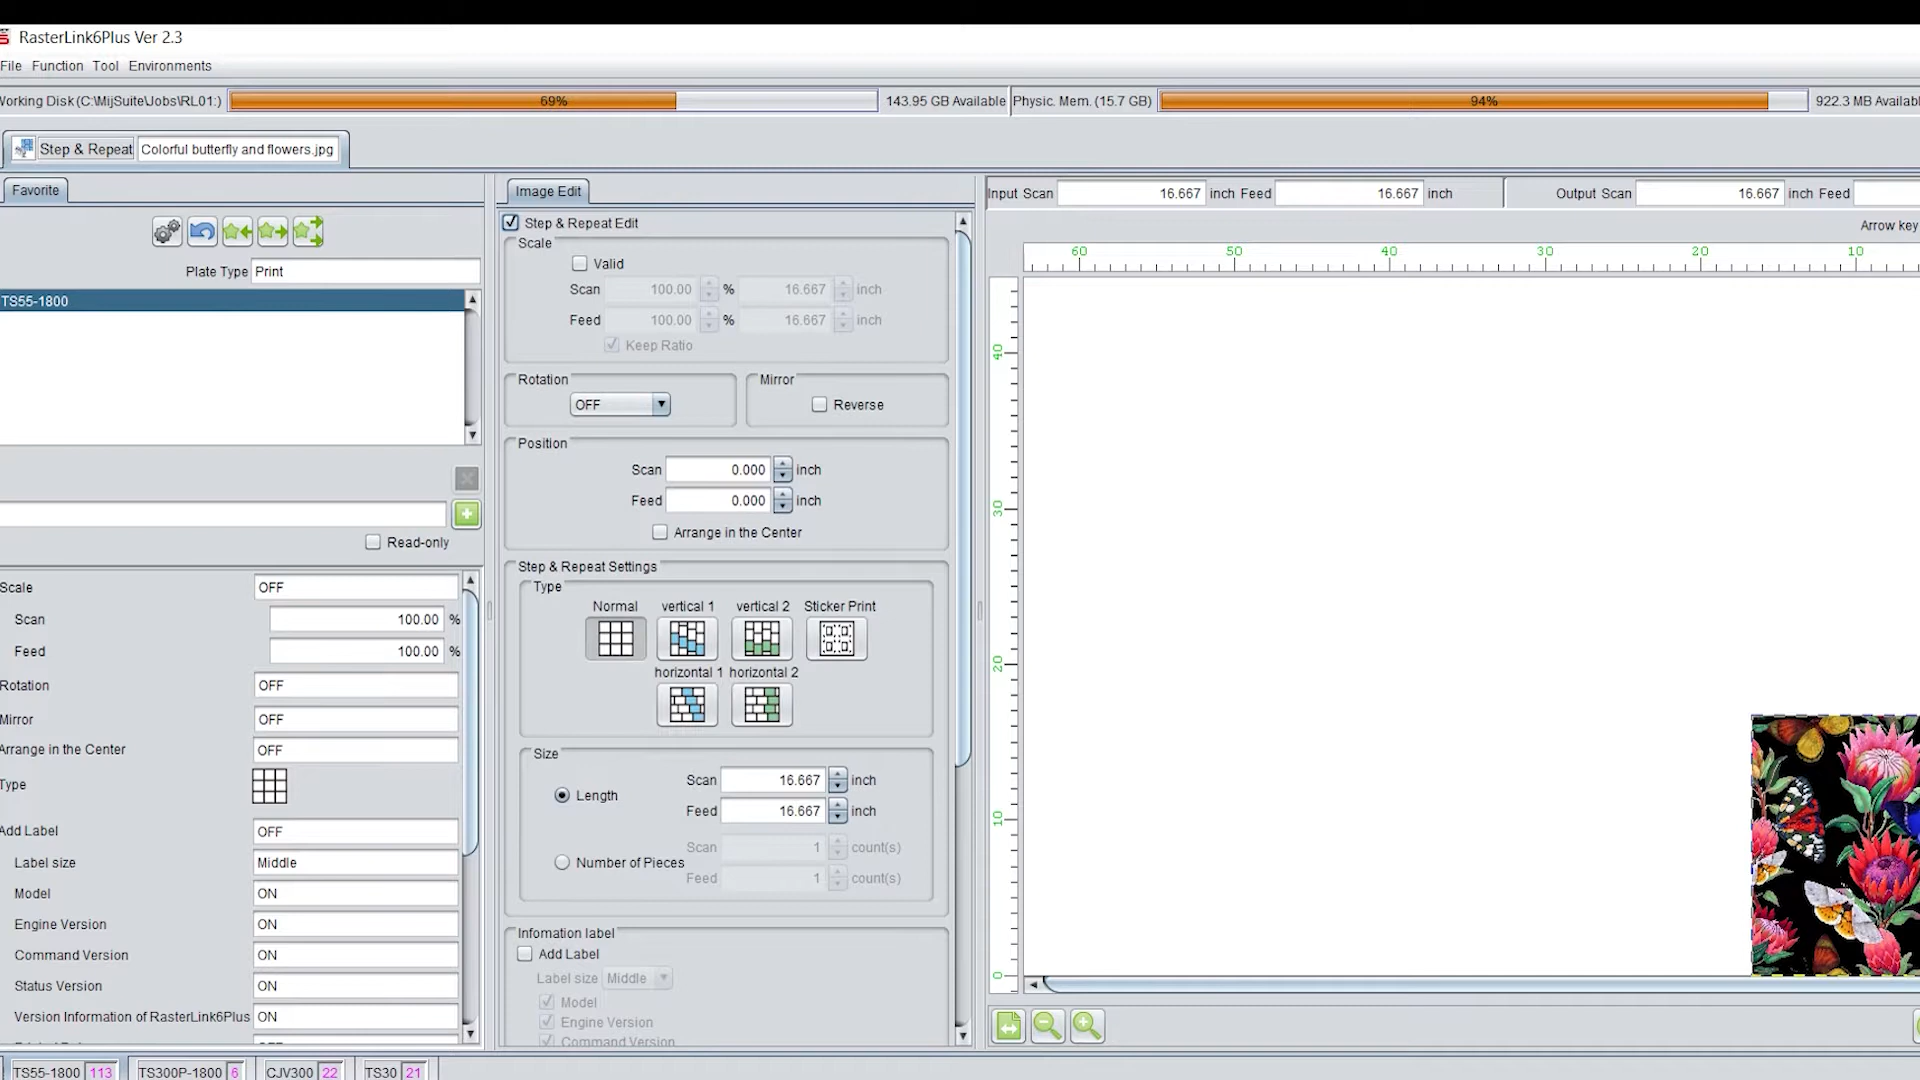 RasterLink6Plus Ver 2.3
File Function Tool Environments
Working Disk (C:\MijSuite\Jobs\RL01:) 69% 143.95 GB Available Physic. Mem. (15.7 GB) 94% 922.3 MB Availabl
Step & Repeat Colorful butterfly and flowers.jpg
Favorite
Plate Type Print
TS55-1800
Read-only
Scale OFF
Scan 100.00 %
Feed 100.00 %
Rotation OFF
Mirror OFF
Arrange in the Center OFF
Type
Add Label OFF
Label size Middle
Model ON
Engine Version ON
Command Version ON
Status Version ON
Version Information of RasterLink6Plus ON
Image Edit
Step & Repeat Edit
Scale
Valid
Scan 100.00 % 16.667 inch
Feed 100.00 % 16.667 inch
Keep Ratio
Rotation
OFF
Mirror
Reverse
Position
Scan 0.000 inch
Feed 0.000 inch
Arrange in the Center
Step & Repeat Settings
Type
Normal vertical 1 vertical 2 Sticker Print
horizontal 1 horizontal 2
Size
Length
Scan 16.667 inch
Feed 16.667 inch
Number of Pieces
Scan 1 count(s)
Feed 1 count(s)
Infomation label
Add Label
Label size Middle
Model
Engine Version
Command Version
Input Scan 16.667 inch Feed 16.667 inch Output Scan 16.667 inch Feed
Arrow key
60 50 40 30 20 10
40
30
20
10
0
TS55-1800 113 TS300P-1800 6 CJV300 22 TS30 21